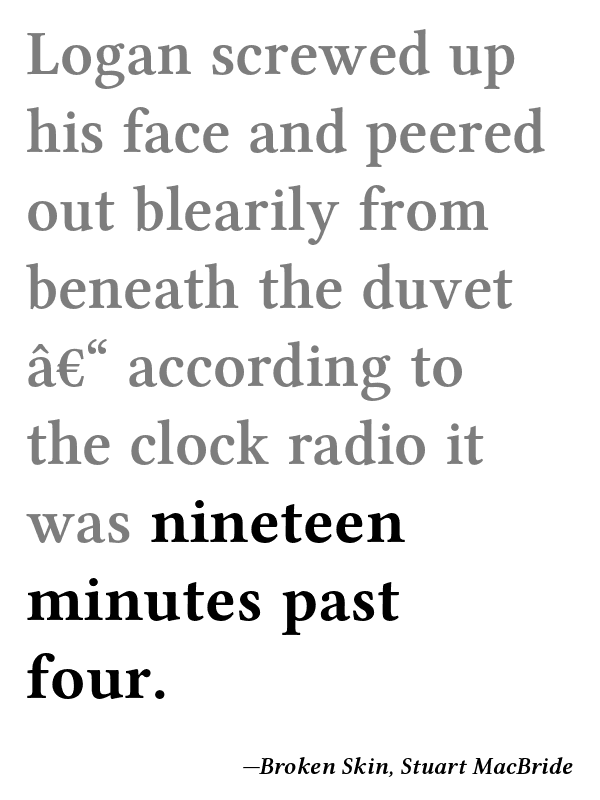 Logan screwed up
his face and peered
out blearily from
beneath the duvet
â€“ according to
the clock radio it
was nineteen
minutes past
four.
—Broken Skin, Stuart MacBride